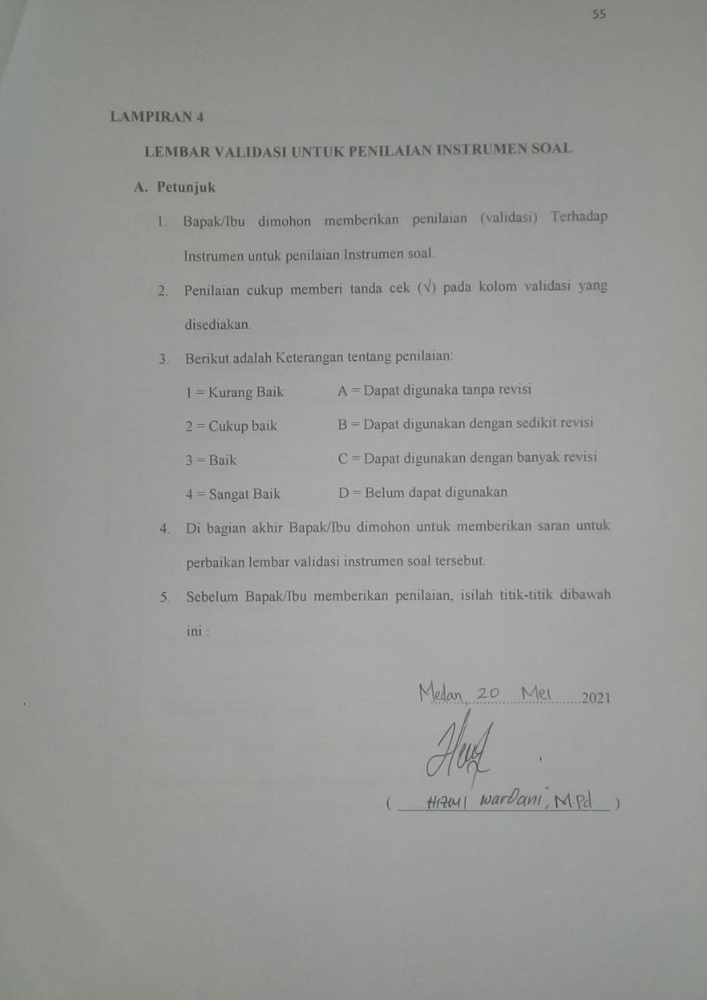 55
LAMPIRAN 4
LEMBAR VALIDASI UNTUK PENILAIAN INSTRUMEN SOAL
A. Petunjuk
1. Bapak/Ibu dimohon memberikan penilaian (validasi) Terhadap
Instrumen untuk penilaian Instrumen soal.
2. Penilaian cukup memberi tanda cek (√) pada kolom validasi yang
disediakan.
3. Berikut adalah Keterangan tentang penilaian:
1 = Kurang Baik A = Dapat digunaka tanpa revisi
2 = Cukup baik B = Dapat digunakan dengan sedikit revisi
3 = Baik C = Dapat digunakan dengan banyak revisi
4 = Sangat Baik D = Belum dapat digunakan
4. Di bagian akhir Bapak/Ibu dimohon untuk memberikan saran untuk
perbaikan lembar validasi instrumen soal tersebut.
5. Sebelum Bapak/Ibu memberikan penilaian, isilah titik-titik dibawah
ini :
Medan, 20 Mei 2021
( Wardani, M.Pd )